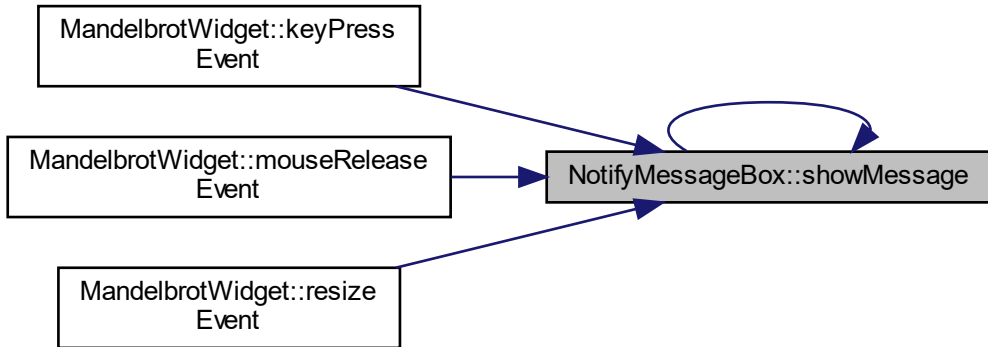 MandelbrotWidget::keyPress
Event
MandelbrotWidget::mouseRelease
Event
NotifyMessageBox::showMessage
MandelbrotWidget::resize
Event